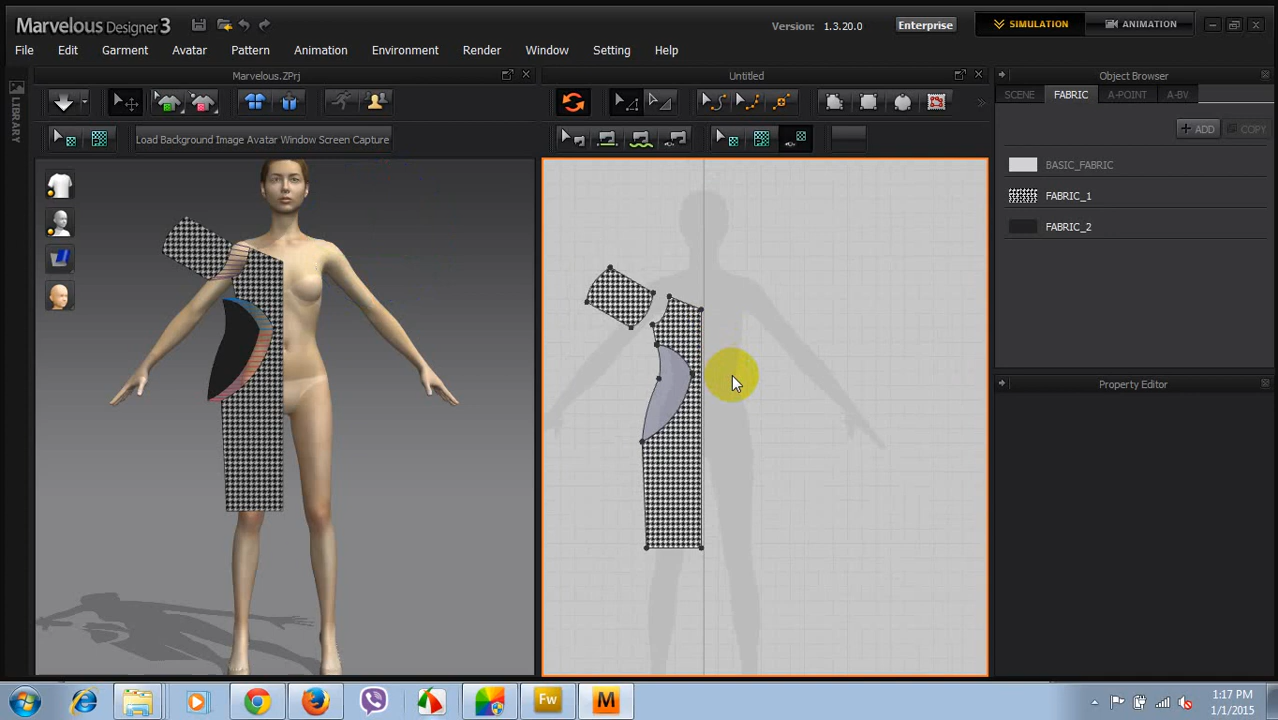 Marvelous Designer 3
Version: 1.3.20.0
Enterprise
SIMULATION
ANIMATION
File Edit Garment Avatar Pattern Animation Environment Render Window Setting Help
LIBRARY
Marvelous.ZPrj
Untitled
Object Browser
SCENE FABRIC A-POINT A-BV
ADD COPY
Load Background Image Avatar Window Screen Capture
BASIC_FABRIC
FABRIC_1
FABRIC_2
Property Editor
Fw
M
1:17 PM
1/1/2015